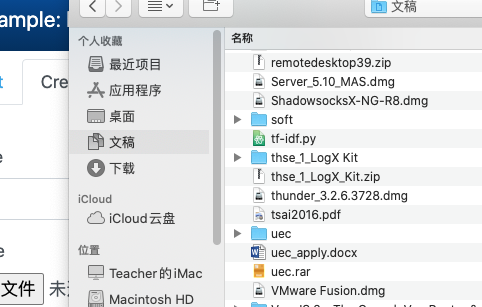 ample:
文稿
个人收藏
名称
最近项目
remotedesktop39.zip
t
Cre
应用程序
Server_5.10_MAS.dmg
ShadowsocksX-NG-R8.dmg
桌面
soft
文稿
tf-idf.py
e
下载
thse_1_LogX Kit
thse_1_LogX_Kit.zip
iCloud
thunder_3.2.6.3728.dmg
iCloud云盘
tsai2016.pdf
uec
位置
e
uec_apply.docx
Teacher的iMac
uec.rar
文件 未
Macintosh HD
VMware Fusion.dmg